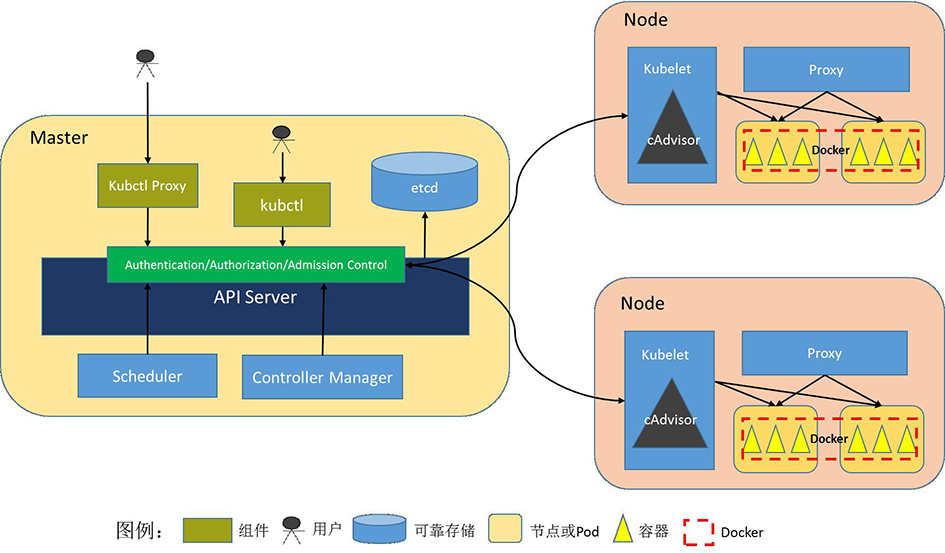 Master
Kubctl Proxy
kubctl
etcd
Authentication/Authorization/Admission Control
API Server
Scheduler
Controller Manager
Node
Kubelet
cAdvisor
Proxy
Docker
Node
Kubelet
cAdvisor
Proxy
Docker
图例：
组件
用户
可靠存储
节点或Pod
容器
Docker